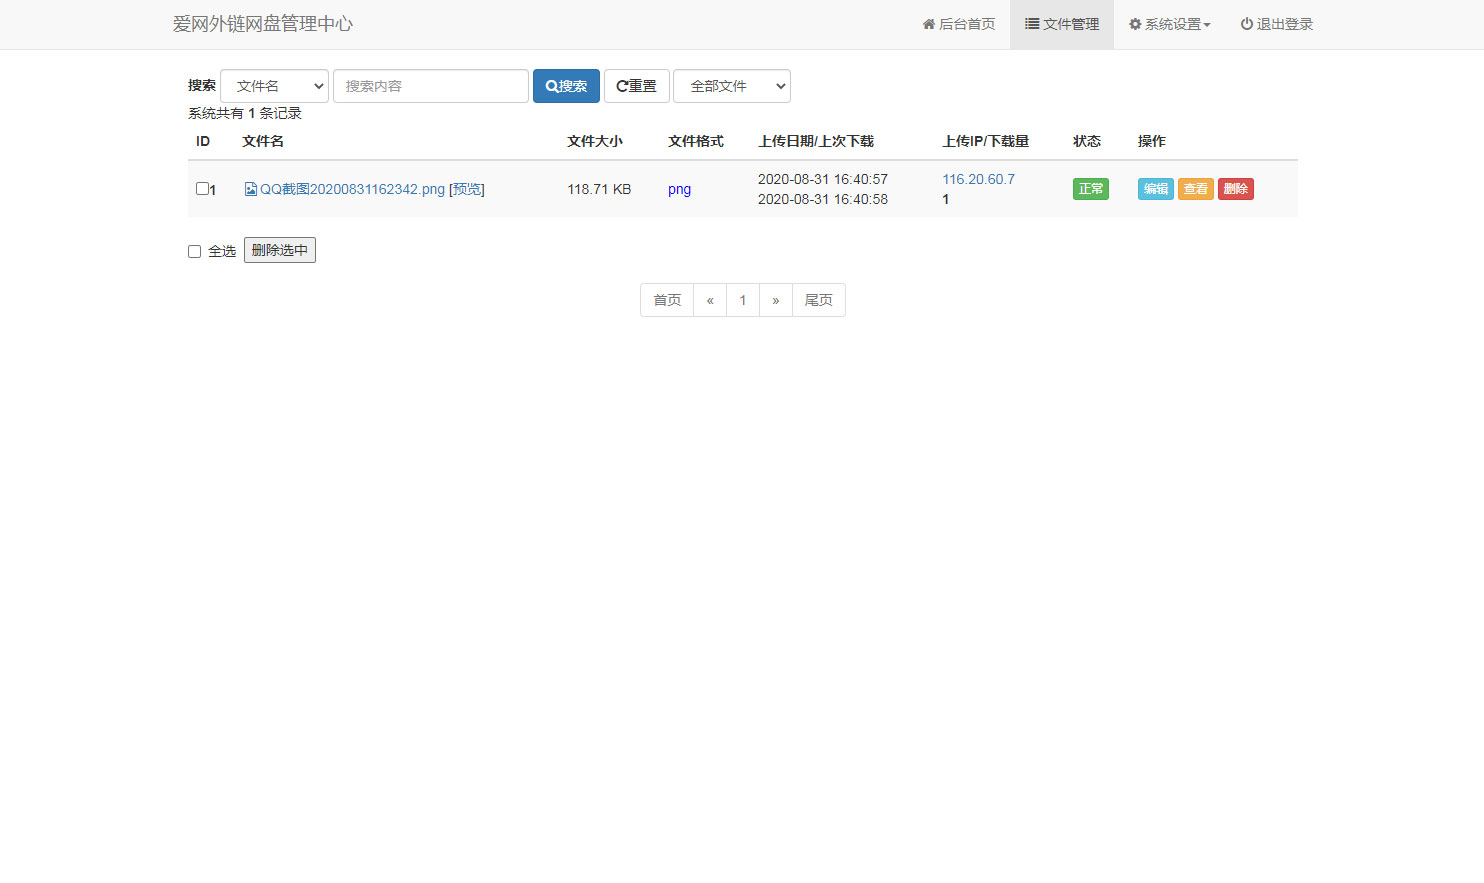 爱网外链网盘管理中心 后台首页 文件管理 系统设置 退出登录
搜索 文件名 搜索内容 搜索 重置 全部文件
系统共有 1 条记录
ID 文件名 文件大小 文件格式 上传日期/上次下载 上传IP/下载量 状态 操作
1 QQ截图20200831162342.png [预览] 118.71 KB png 2020-08-31 16:40:57 116.20.60.7 正常 编辑 查看 删除
2020-08-31 16:40:58 1
全选 删除选中
首页 « 1 » 尾页